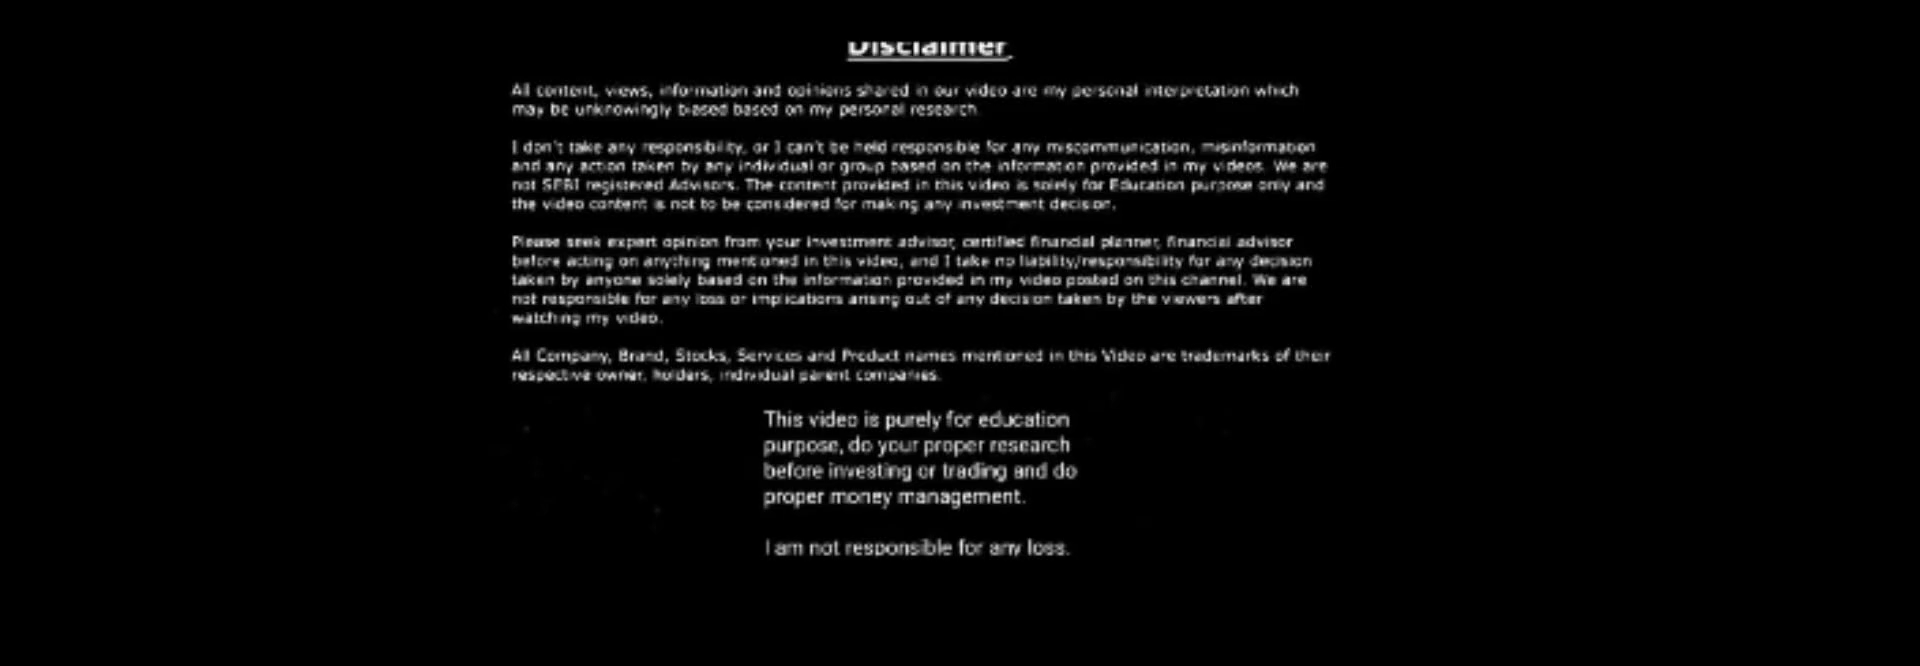 Disclaimer
All content, views, information and opinions shared in our video are my personal interpretation which
may be unknowingly biased based on my personal research.
I don't take any responsibility, or I can't be held responsible for any miscommunication, misinformation
and any action taken by any individual or group based on the information provided in my videos. We are
not SEBI registered Advisors. The content provided in this video is solely for Education purpose only and
the video content is not to be considered for making any investment decision.
Please seek expert opinion from your investment advisor, certified financial planner, financial advisor
before acting on anything mentioned in this video, and I take no liability/responsibility for any decision
taken by anyone solely based on the information provided in my video posted on this channel. We are
not responsible for any loss or implications arising out of any decision taken by the viewers after
watching my video.
All Company, Brand, Stocks, Services and Product names mentioned in this Video are trademarks of their
respective owner, holders, individual parent companies.
This video is purely for education
purpose, do your proper research
before investing or trading and do
proper money management.
I am not responsible for any loss.